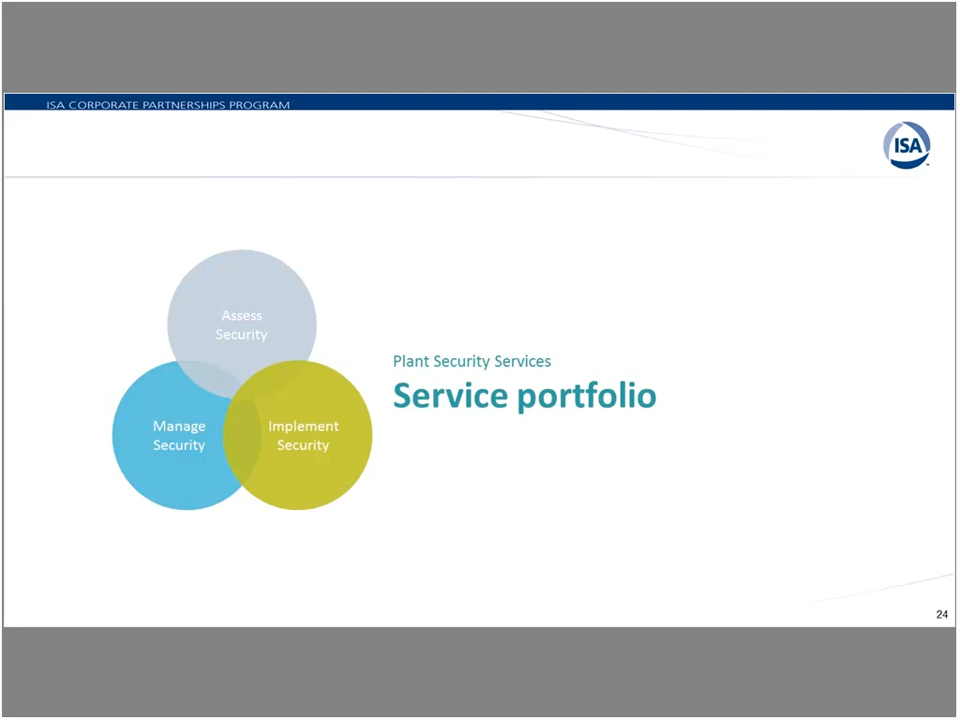 ISA CORPORATE PARTNERSHIPS PROGRAM
ISA
Assess
Security
Plant Security Services
Service portfolio
Manage
Security
Implement
Security
24